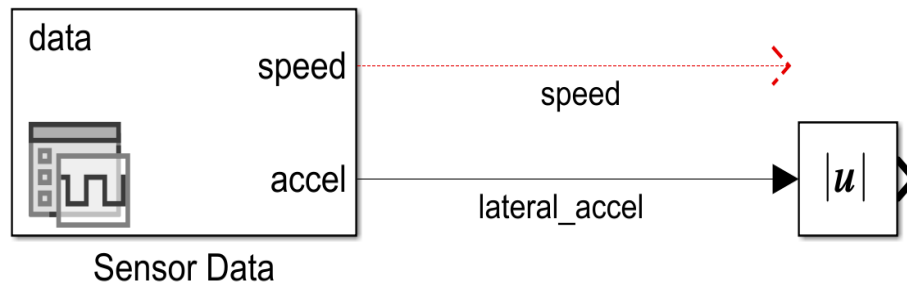 data
speed
speed
accel
|u|
lateral_accel
Sensor Data